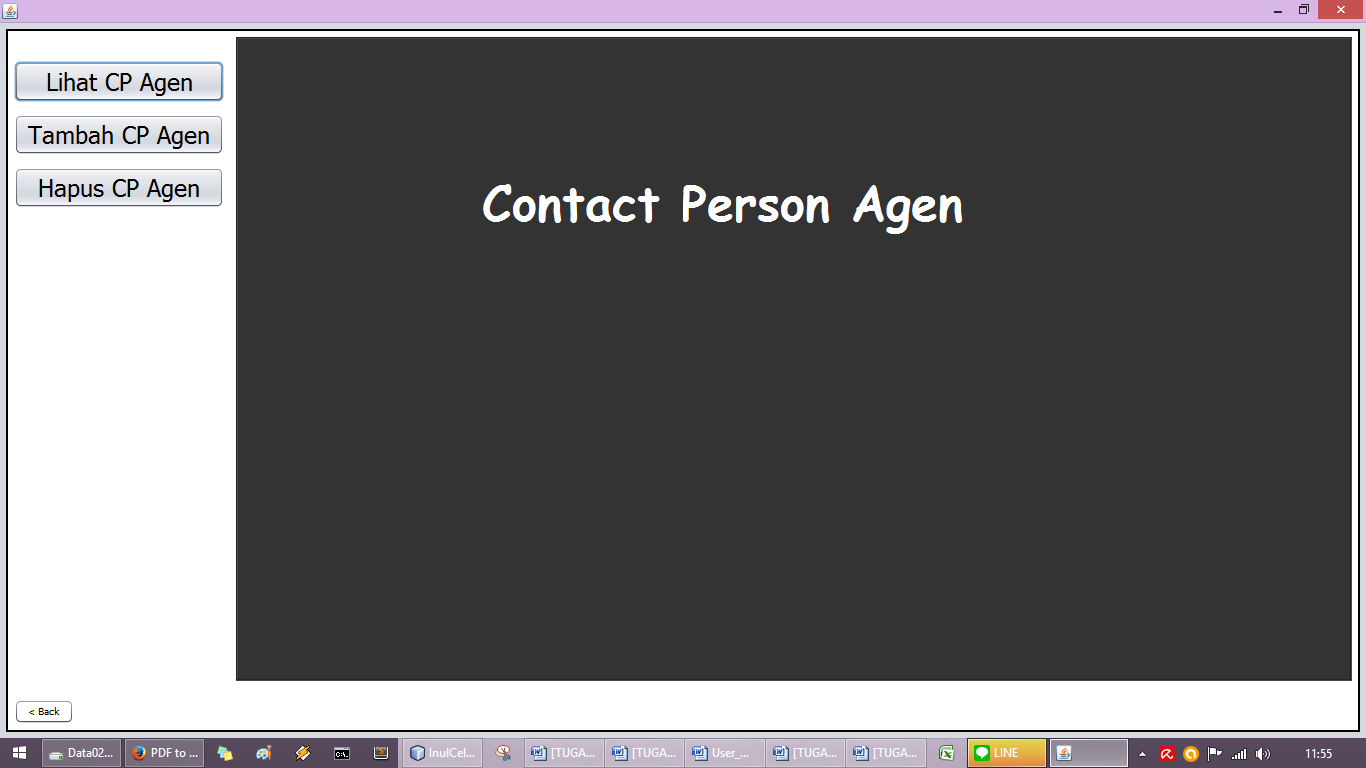 Lihat CP Agen
Tambah CP Agen
Hapus CP Agen
Contact Person Agen
< Back
Data02...
PDF to ...
InulCel...
[TUGA...
[TUGA...
User_...
[TUGA...
[TUGA...
LINE
11:55